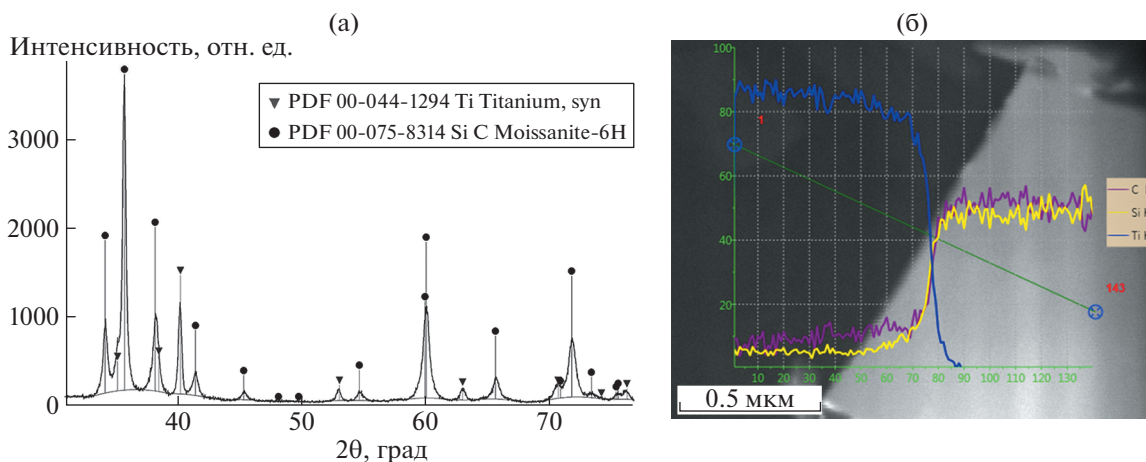 (а)
Интенсивность, отн. ед.
PDF 00-044-1294 Ti Titanium, syn
PDF 00-075-8314 Si C Moissanite-6H
3000
2000
1000
0
40
50
60
70
2θ, град
(б)
100
80
60
40
20
10 20 30 40 50 60 70 80 90 100 110 120 130
1
143
C
Si K
Ti K
0.5 мкм